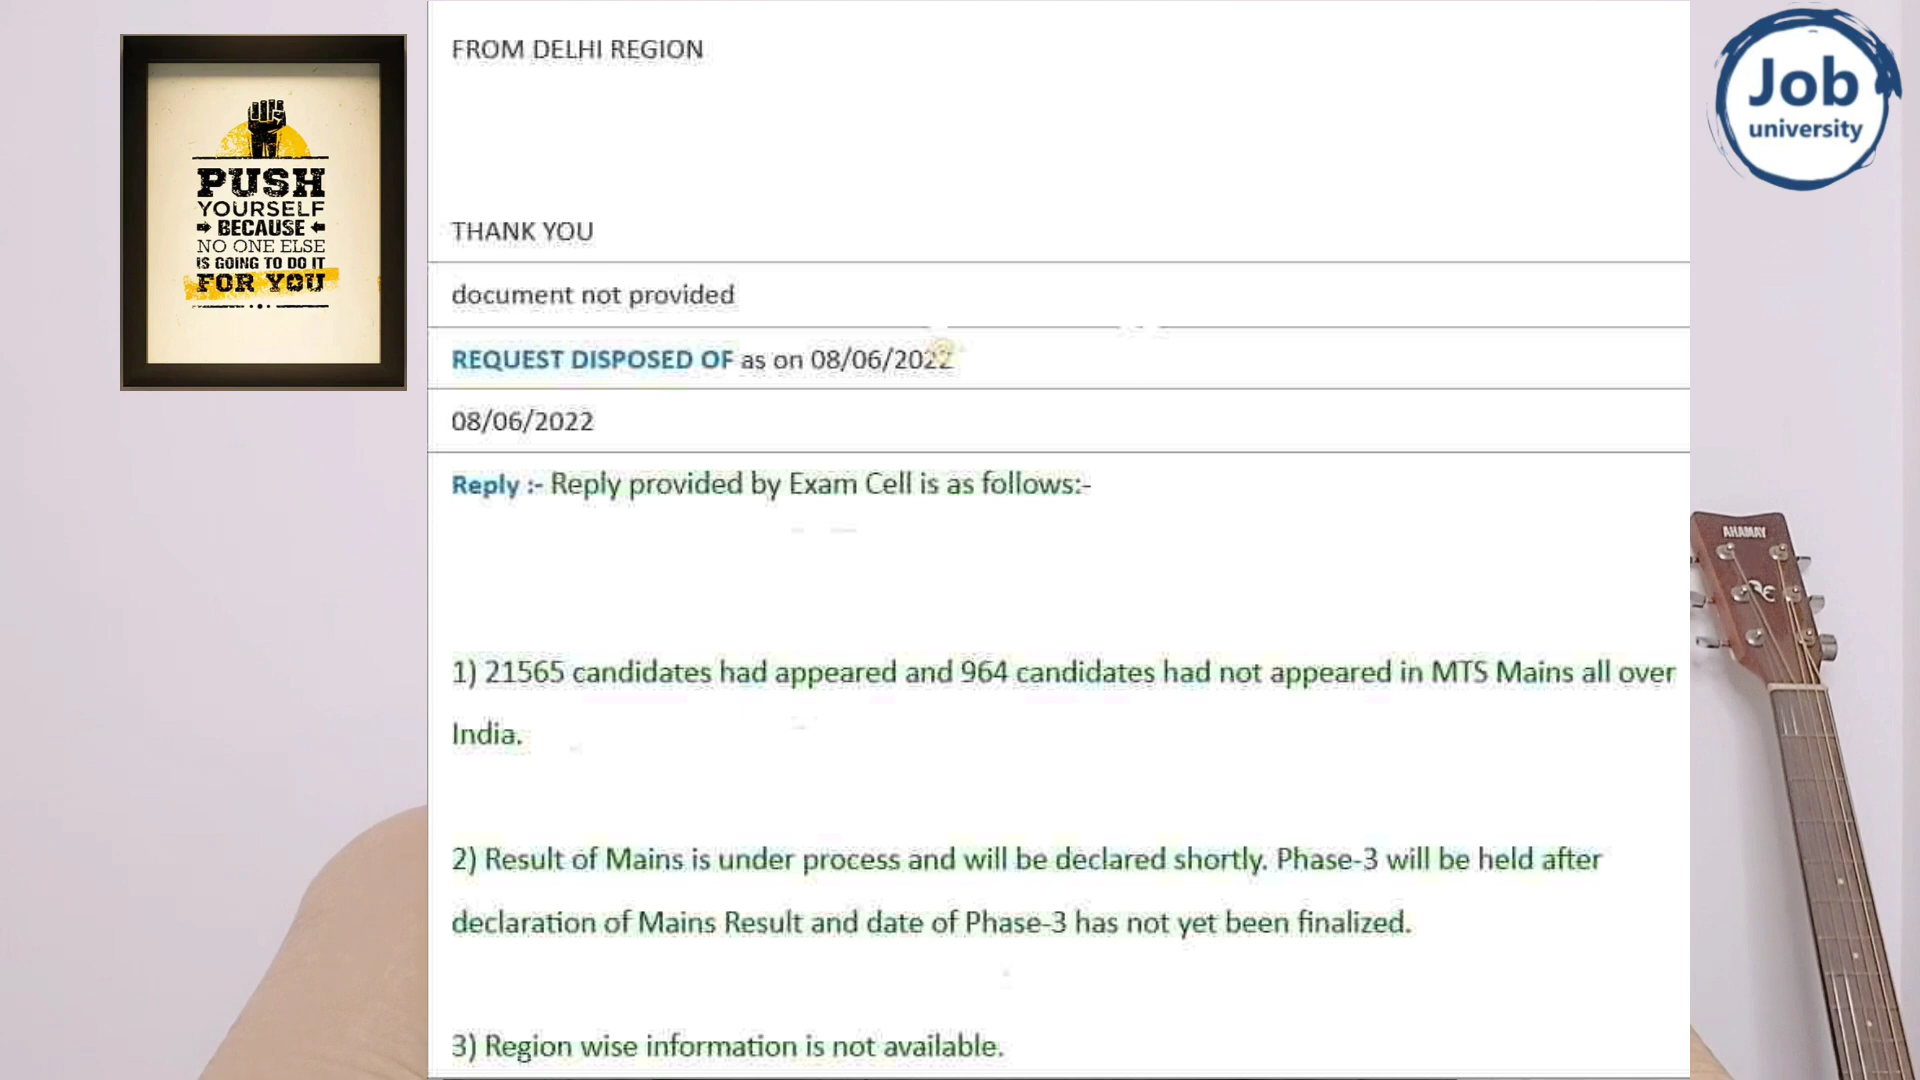 PUSH
YOURSELF
BECAUSE
NO ONE ELSE
IS GOING TO DO IT
FOR YOU
FROM DELHI REGION
THANK YOU
document not provided
REQUEST DISPOSED OF as on 08/06/2022
08/06/2022
Reply :- Reply provided by Exam Cell is as follows:-
1) 21565 candidates had appeared and 964 candidates had not appeared in MTS Mains all over
India.
2) Result of Mains is under process and will be declared shortly. Phase-3 will be held after
declaration of Mains Result and date of Phase-3 has not yet been finalized.
3) Region wise information is not available.
Job
university